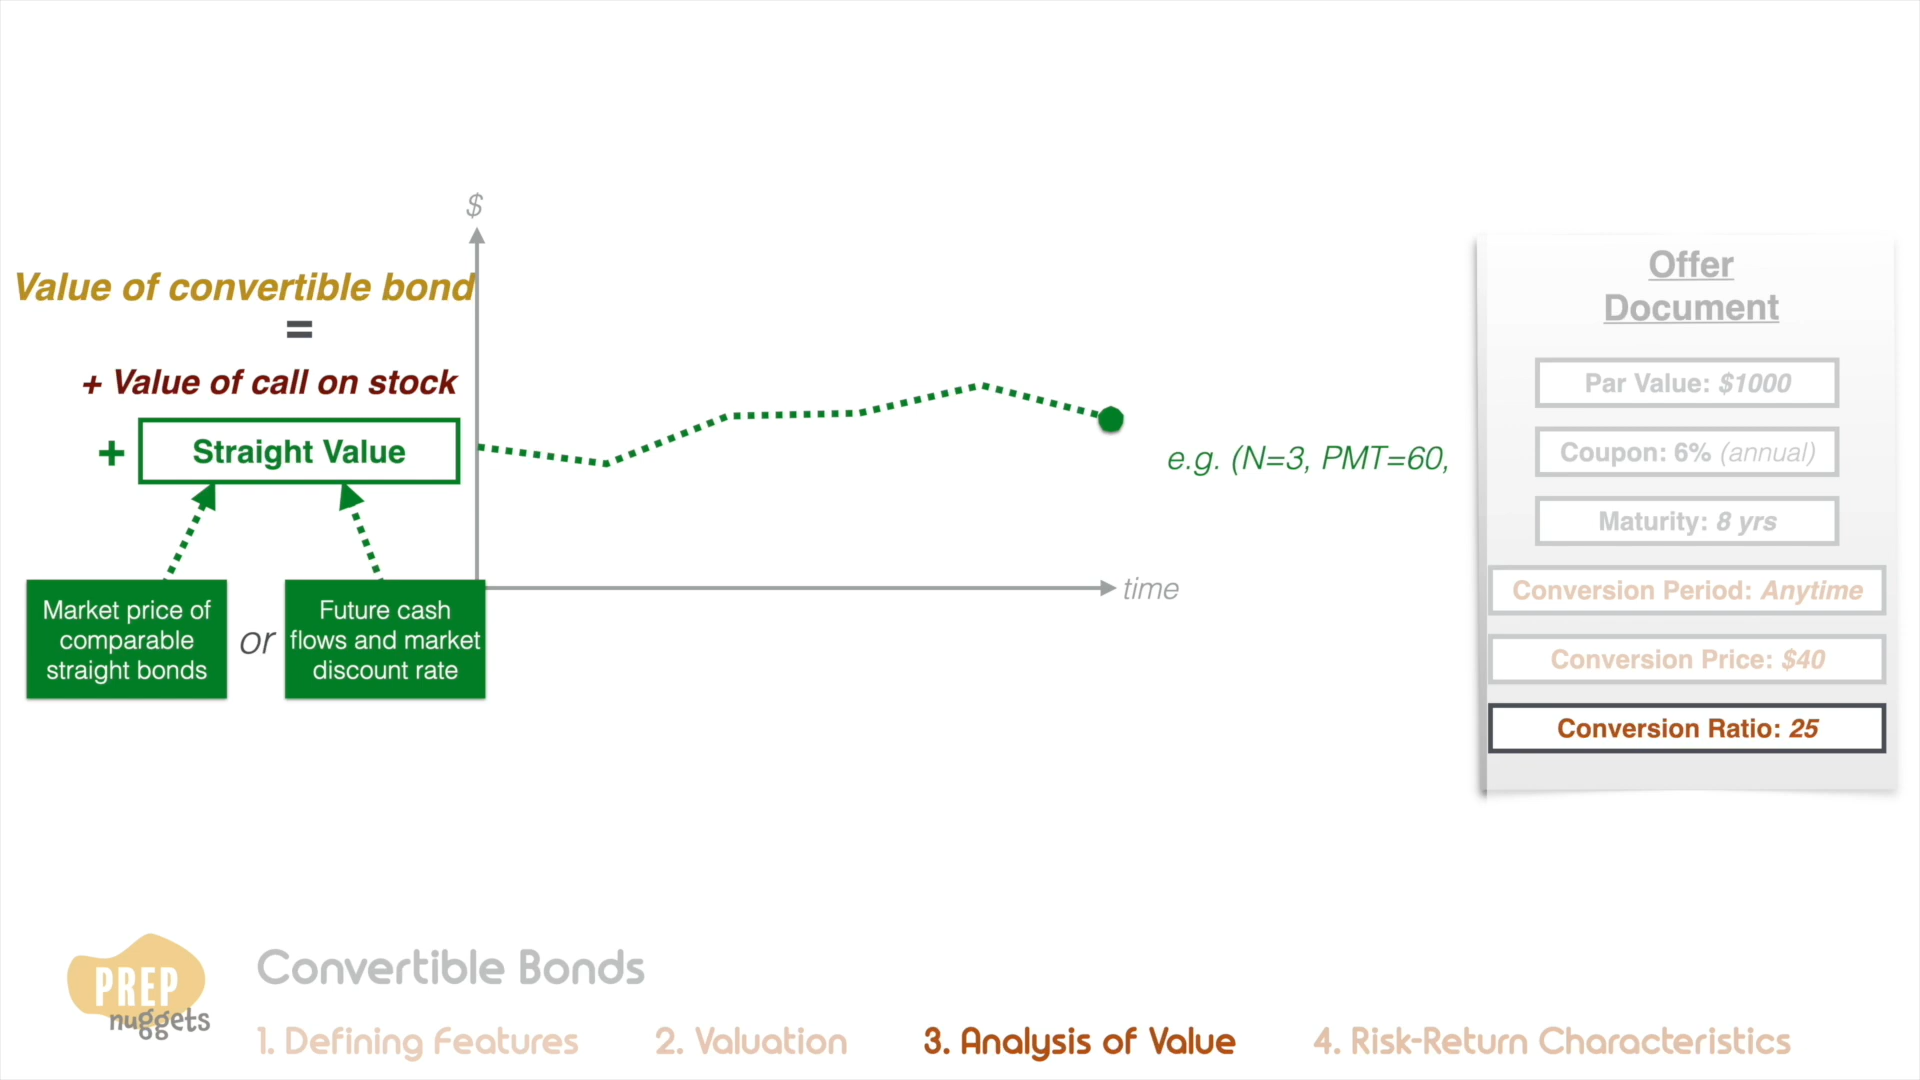 $
Value of convertible bond
=
+ Value of call on stock
+ Straight Value
Market price of
comparable
straight bonds
or
Future cash
flows and market
discount rate
time
e.g. (N=3, PMT=60,
Offer
Document
Par Value: $1000
Coupon: 6% (annual)
Maturity: 8 yrs
Conversion Period: Anytime
Conversion Price: $40
Conversion Ratio: 25
PREP
nuggets
Convertible Bonds
1. Defining Features
2. Valuation
3. Analysis of Value
4. Risk-Return Characteristics